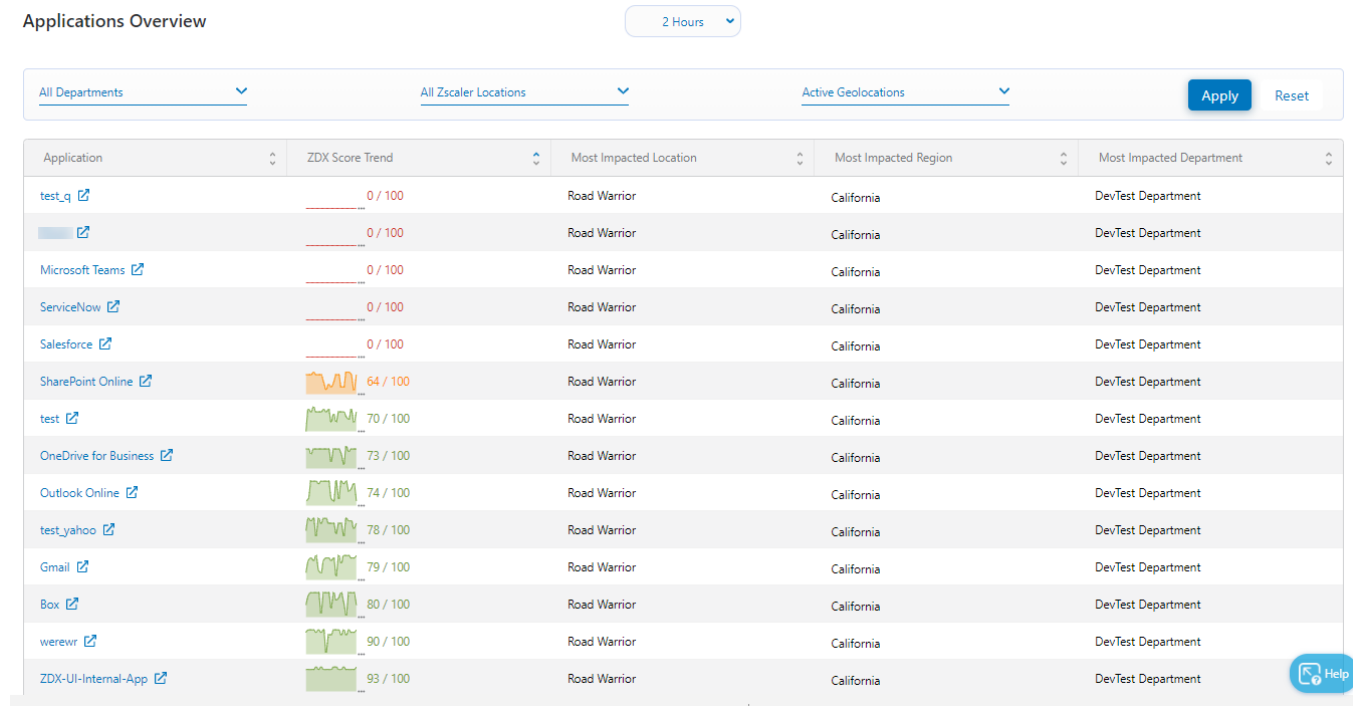 Applications Overview
2 Hours
All Departments All Zscaler Locations Active Geolocations Apply Reset
Application ZDX Score Trend Most Impacted Location Most Impacted Region Most Impacted Department
test_q 0 / 100 Road Warrior California DevTest Department
0 / 100 Road Warrior California DevTest Department
Microsoft Teams 0 / 100 Road Warrior California DevTest Department
ServiceNow 0 / 100 Road Warrior California DevTest Department
Salesforce 0 / 100 Road Warrior California DevTest Department
SharePoint Online 64 / 100 Road Warrior California DevTest Department
test 70 / 100 Road Warrior California DevTest Department
OneDrive for Business 73 / 100 Road Warrior California DevTest Department
Outlook Online 74 / 100 Road Warrior California DevTest Department
test_yahoo 78 / 100 Road Warrior California DevTest Department
Gmail 79 / 100 Road Warrior California DevTest Department
Box 80 / 100 Road Warrior California DevTest Department
werewr 90 / 100 Road Warrior California DevTest Department
ZDX-UI-Internal-App 93 / 100 Road Warrior California DevTest Department
Help